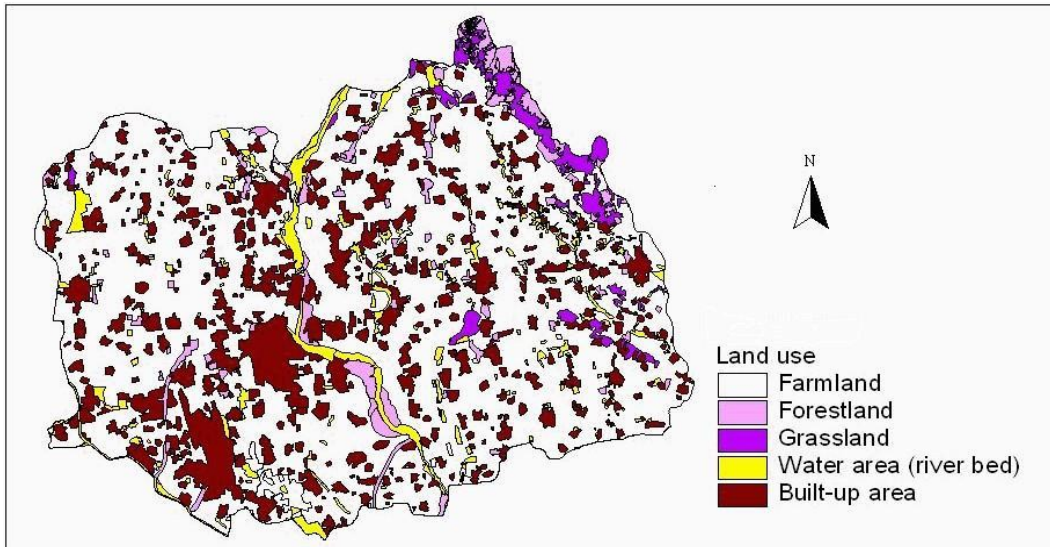 N
Land use
Farmland
Forestland
Grassland
Water area (river bed)
Built-up area